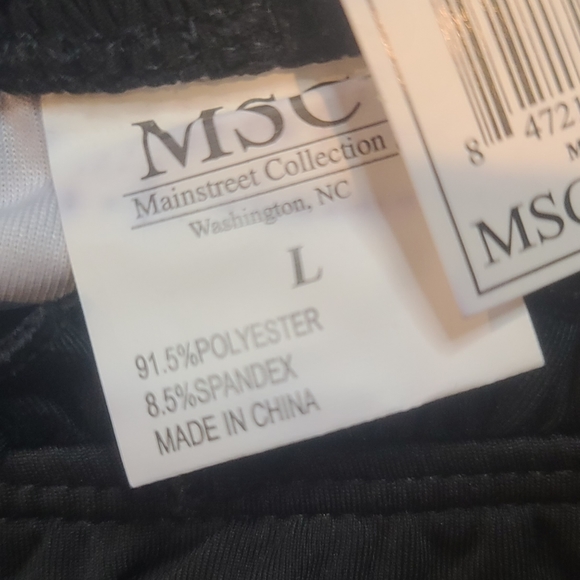 MSC
Mainstreet Collection
Washington, NC
L
91.5%POLYESTER
8.5%SPANDEX
MADE IN CHINA
8 472
MSC